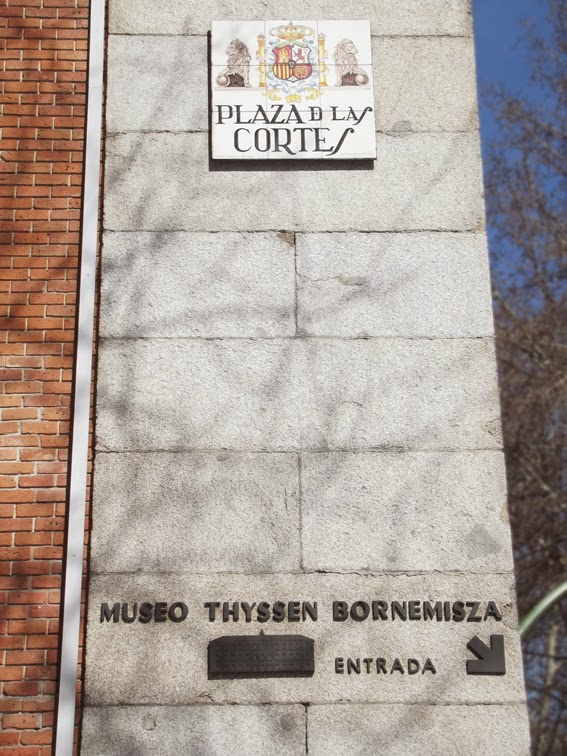 PLAZA D LAS
CORTES
MUSEO THYSSEN BORNEMISZA
ENTRADA